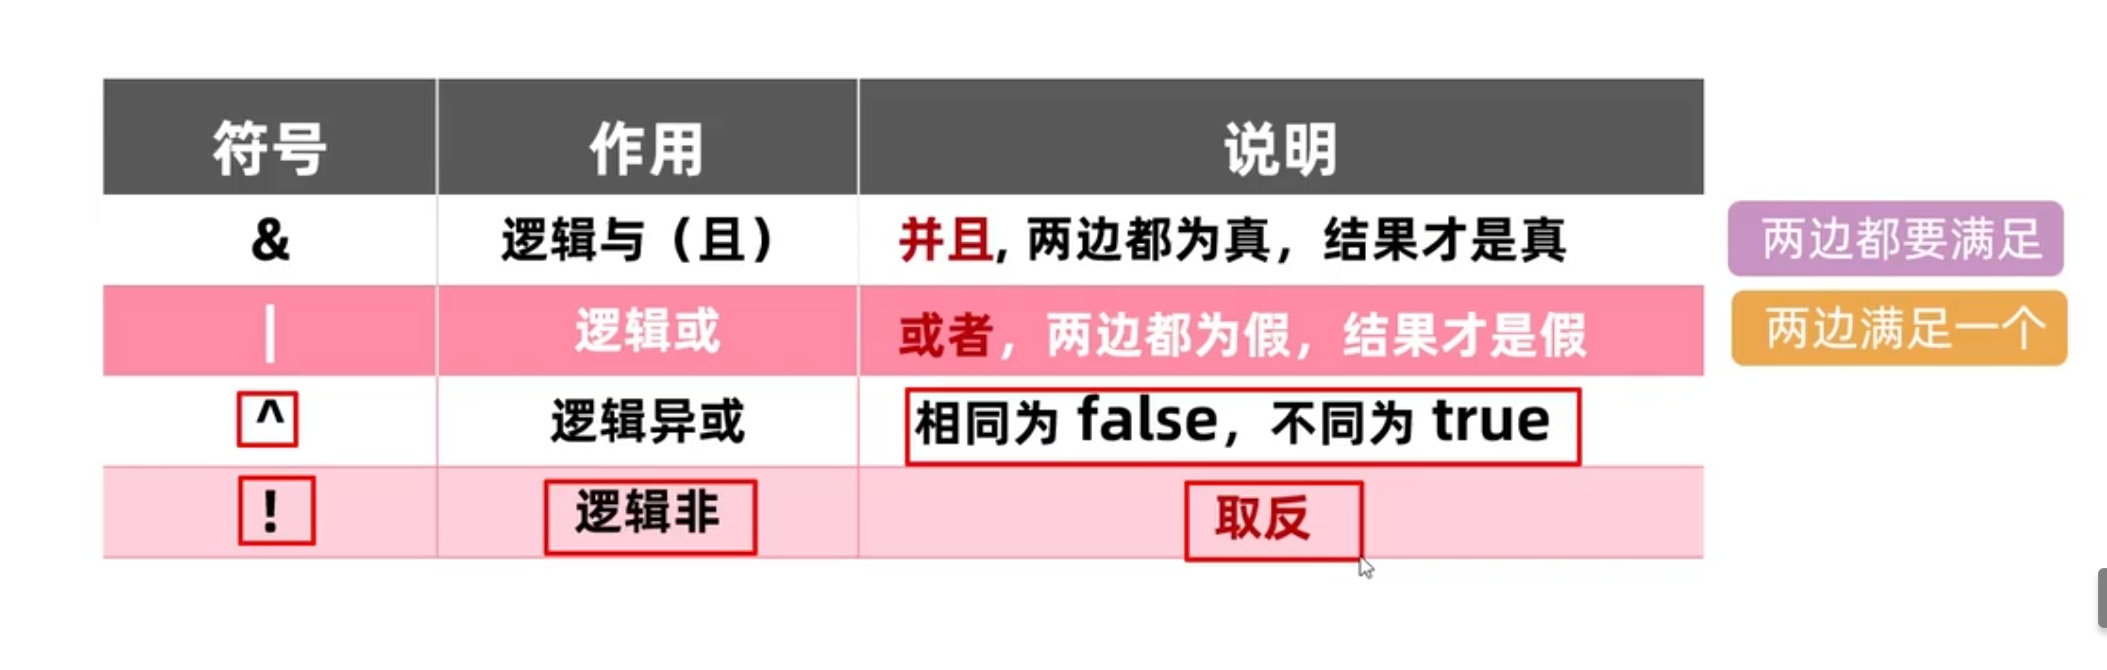 符号 作用 说明
& 逻辑与（且） 并且, 两边都为真，结果才是真 两边都要满足
| 逻辑或 或者，两边都为假，结果才是假 两边满足一个
^ 逻辑异或 相同为 false，不同为 true
! 逻辑非 取反